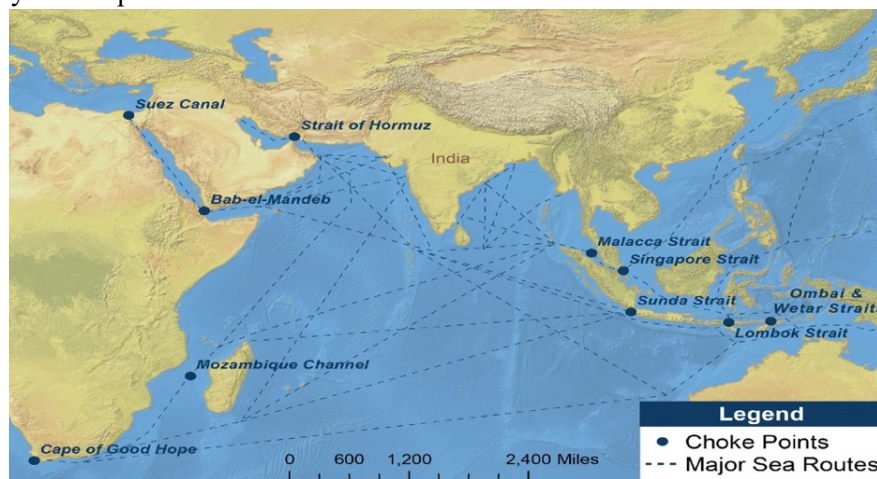 Suez Canal
Strait of Hormuz
India
Bab-el-Mandeb
Malacca Strait
Singapore Strait
Sunda Strait
Ombai &
Wetar Straits
Lombok Strait
Mozambique Channel
Cape of Good Hope
0 600 1,200 2,400 Miles
Legend
Choke Points
Major Sea Routes